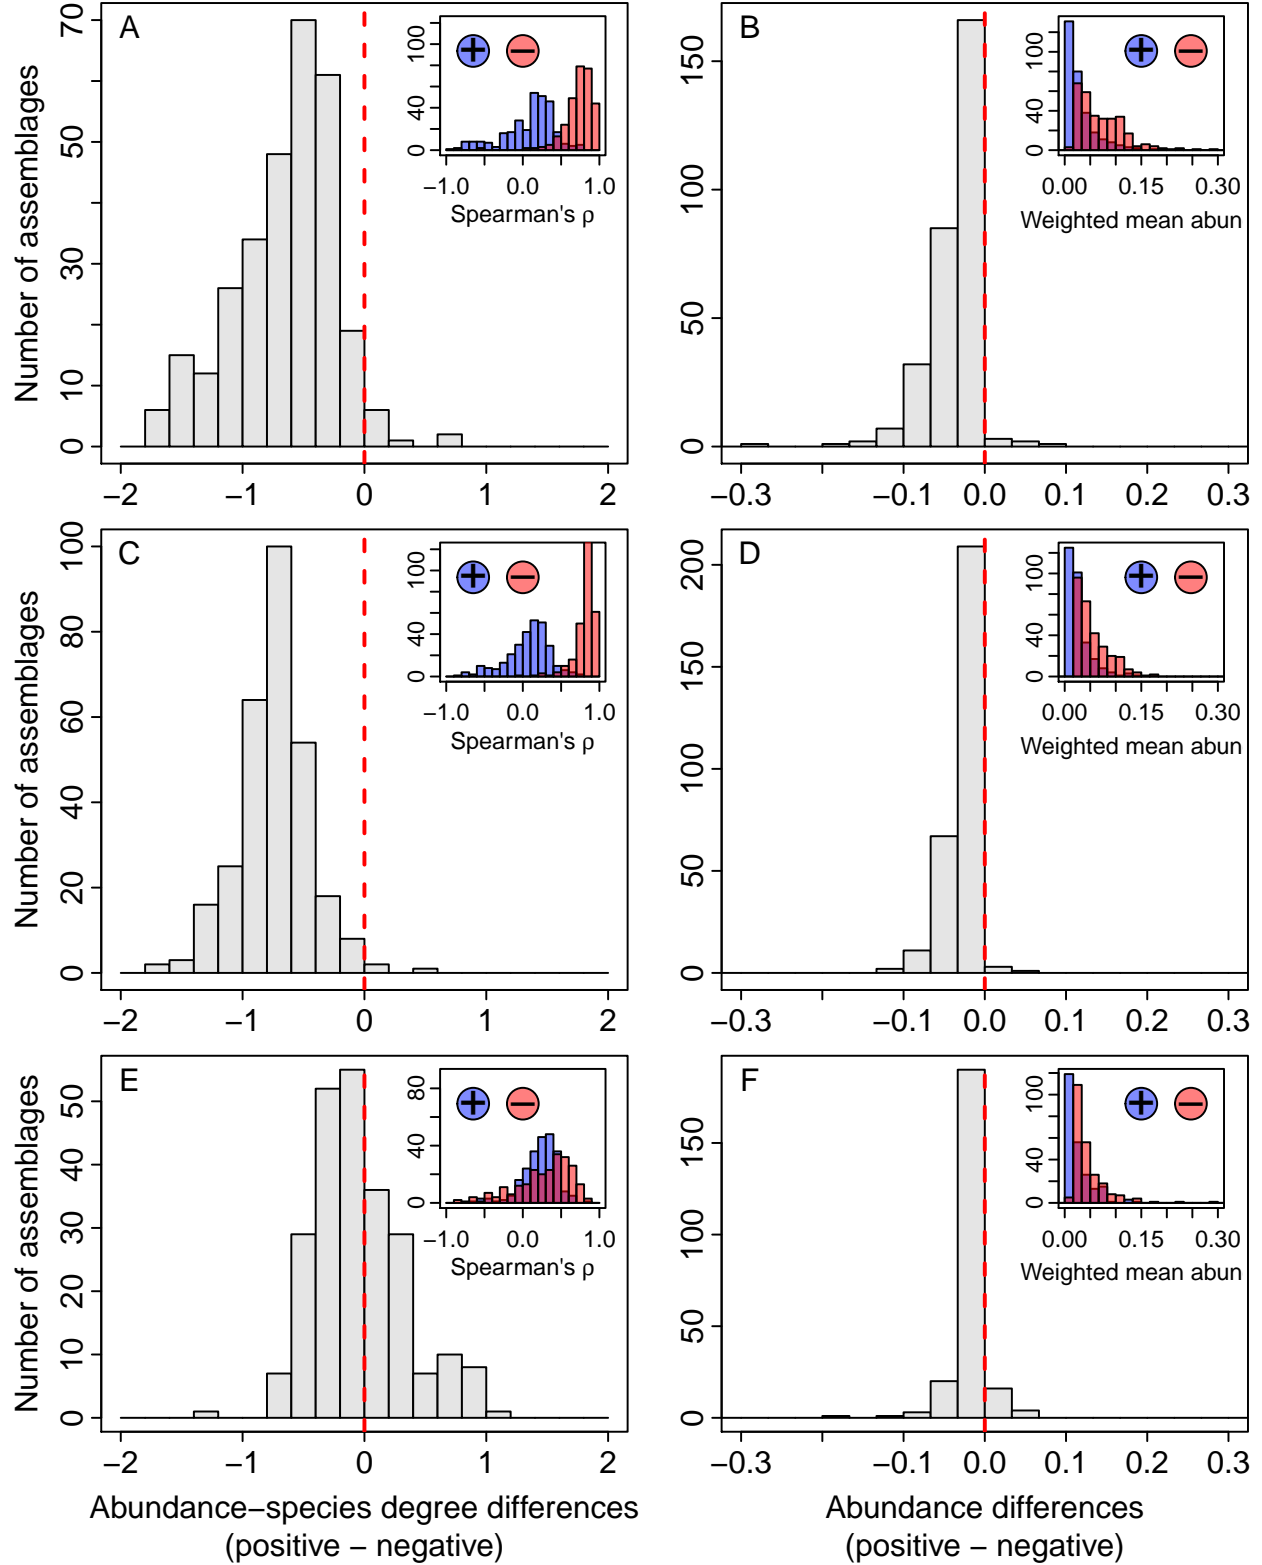 A
Number of assemblages
0 10 30 50 70
−2 −1 0 1 2
+ −
0 40 100
−1.0 0.0 1.0
Spearman's ρ
B
0 50 100 150
−0.3 −0.1 0.0 0.1 0.2 0.3
+ −
0 40 100
0.00 0.15 0.30
Weighted mean abun
C
Number of assemblages
0 20 40 60 80 100
−2 −1 0 1 2
+ −
0 40 100
−1.0 0.0 1.0
Spearman's ρ
D
0 50 100 150 200
−0.3 −0.1 0.0 0.1 0.2 0.3
+ −
0 40 100
0.00 0.15 0.30
Weighted mean abun
E
Number of assemblages
0 10 20 30 40 50
−2 −1 0 1 2
+ −
0 40 80
−1.0 0.0 1.0
Spearman's ρ
Abundance−species degree differences
(positive − negative)
F
0 50 100 150
−0.3 −0.1 0.0 0.1 0.2 0.3
+ −
0 40 100
0.00 0.15 0.30
Weighted mean abun
Abundance differences
(positive − negative)